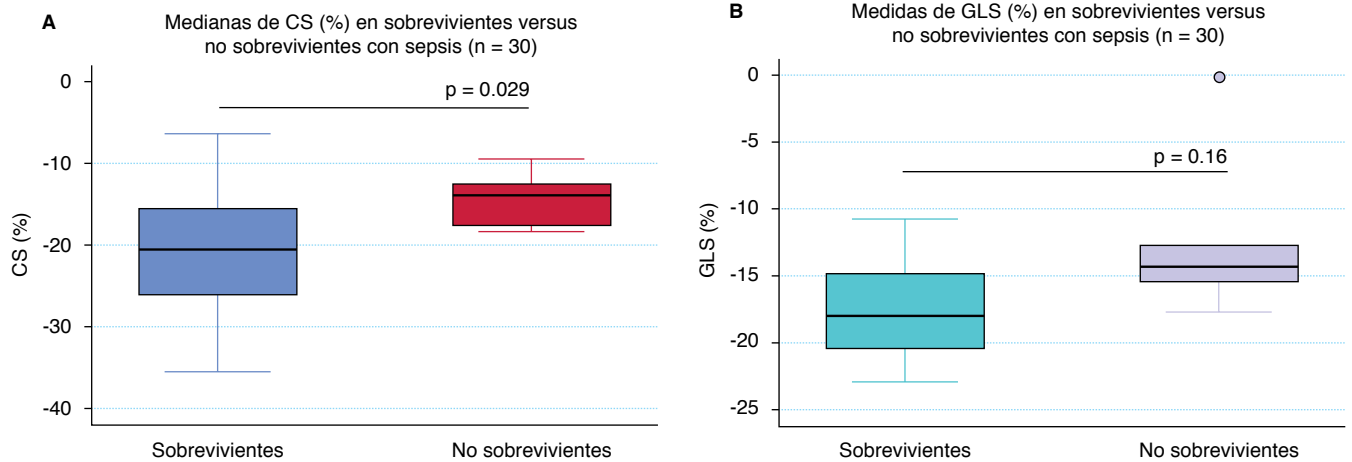 A
Medianas de CS (%) en sobrevivientes versus
no sobrevivientes con sepsis (n = 30)
0
-10
-20
-30
-40
CS (%)
p = 0.029
Sobrevivientes
No sobrevivientes
B
Medidas de GLS (%) en sobrevivientes versus
no sobrevivientes con sepsis (n = 30)
0
-5
-10
-15
-20
-25
GLS (%)
p = 0.16
Sobrevivientes
No sobrevivientes